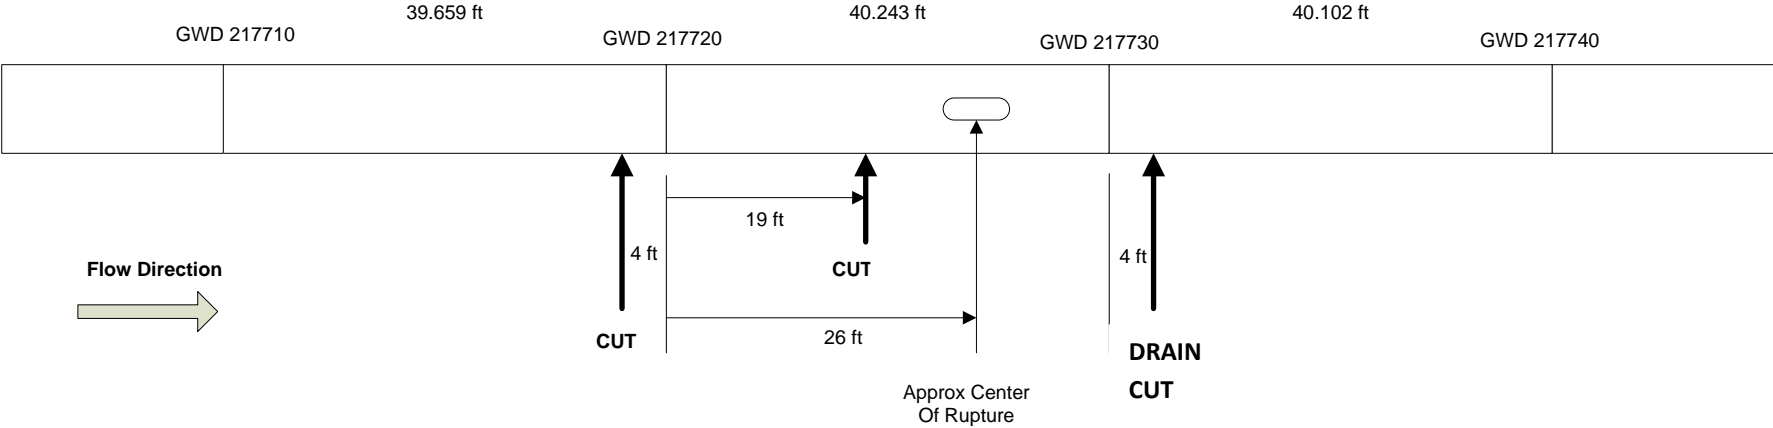 39.659 ft
40.243 ft
40.102 ft
GWD 217710
GWD 217720
GWD 217730
GWD 217740
19 ft
4 ft
4 ft
Flow Direction
CUT
26 ft
CUT
DRAIN
CUT
Approx Center
Of Rupture